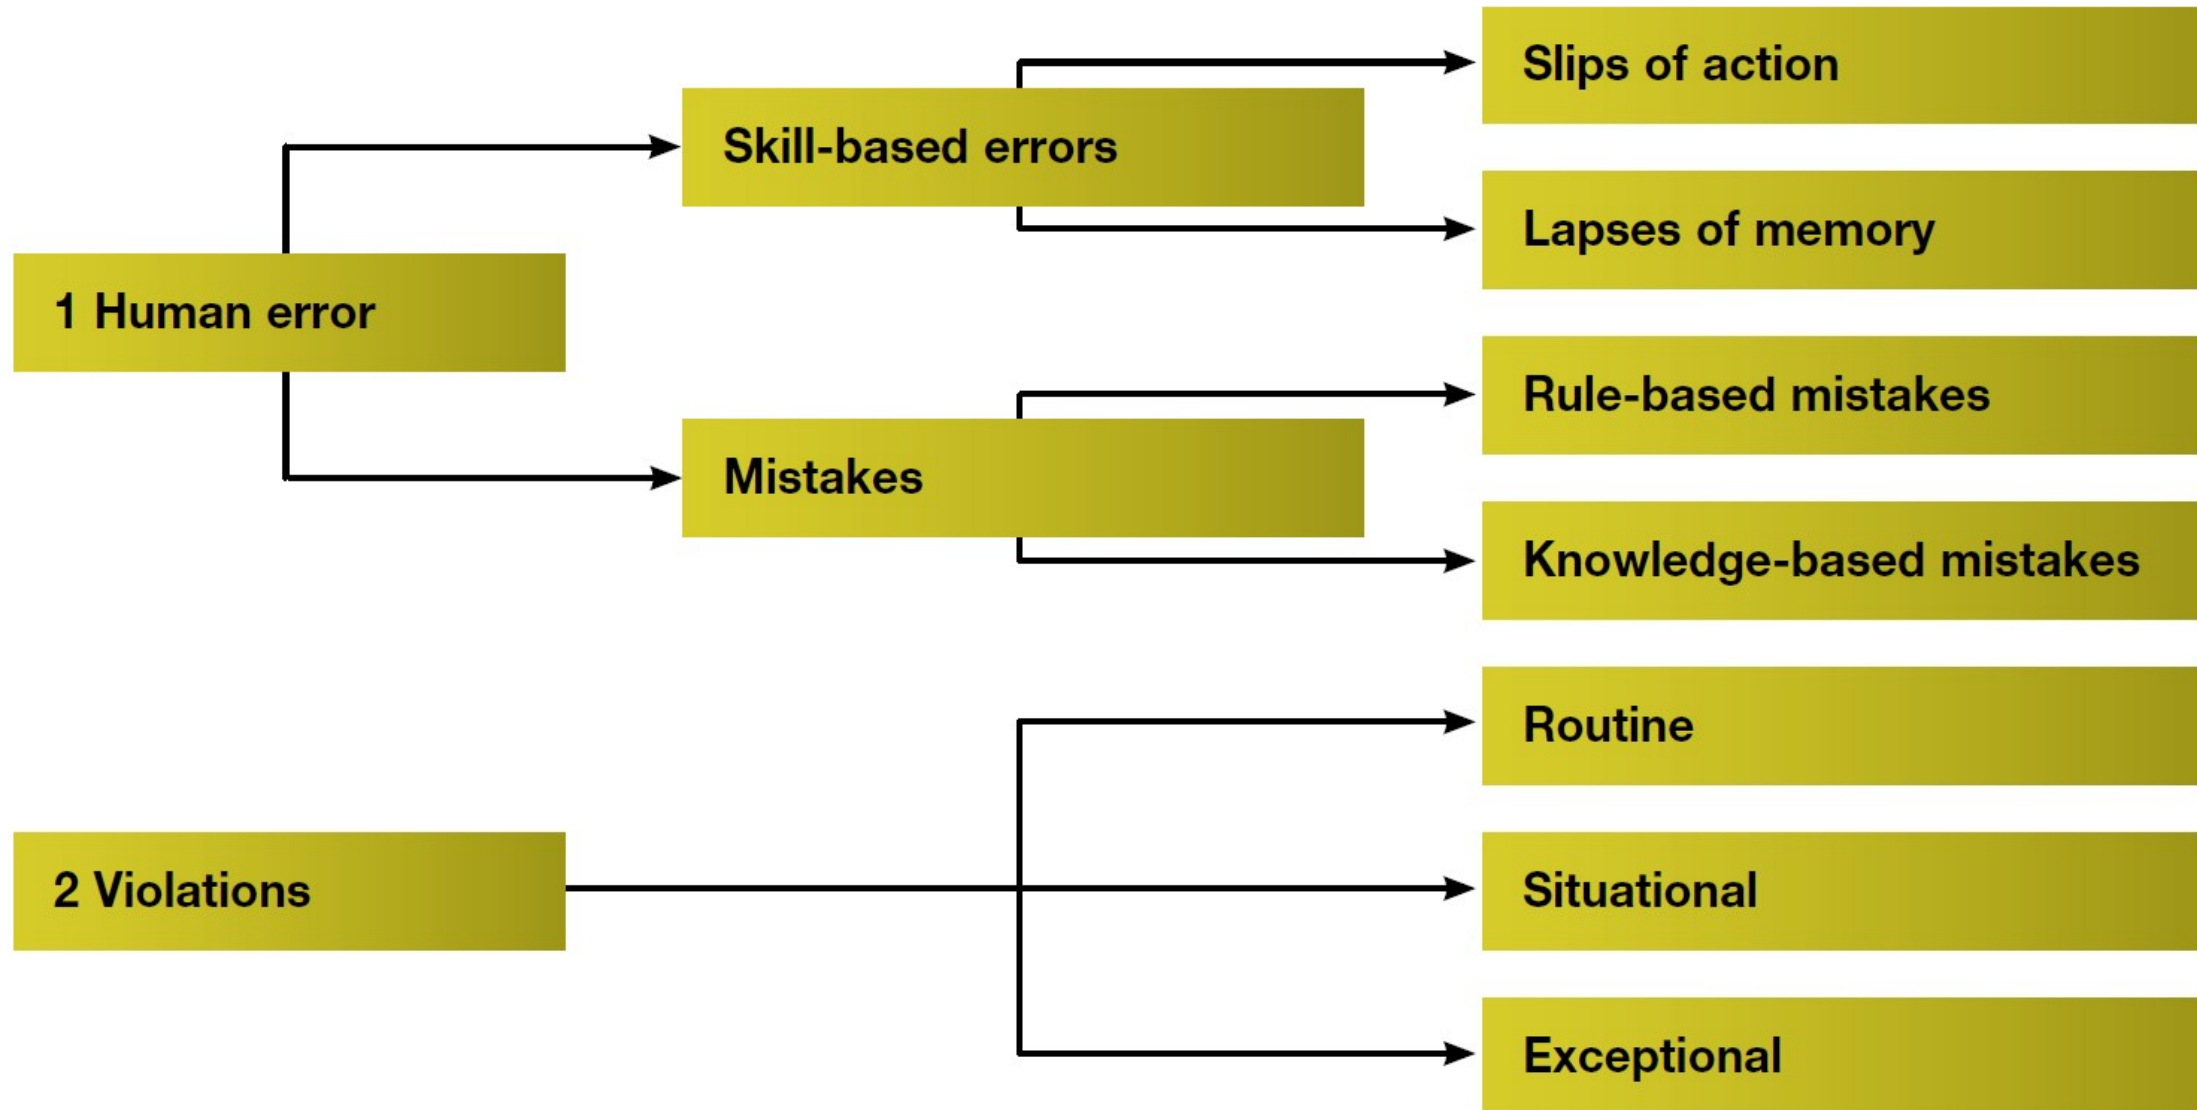 1 Human error
Skill-based errors
Slips of action
Lapses of memory
Mistakes
Rule-based mistakes
Knowledge-based mistakes
2 Violations
Routine
Situational
Exceptional